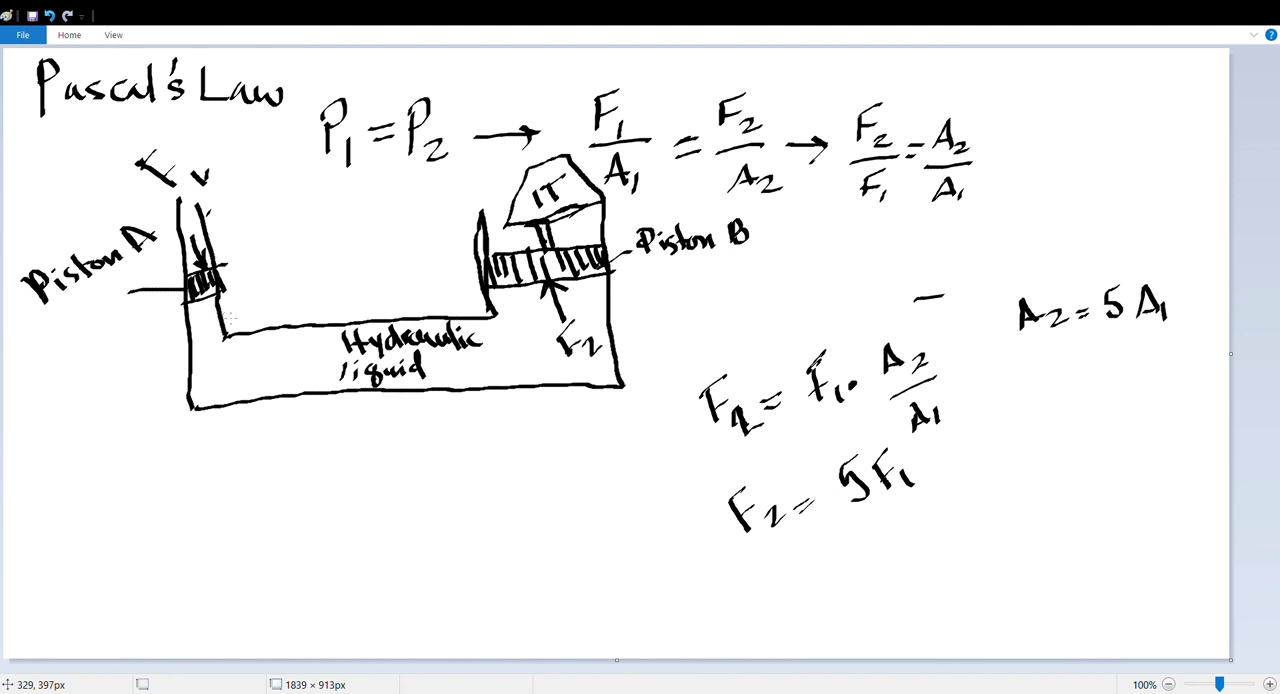 File Home View
Pascal's Law
P1 = P2 → F1/A1 = F2/A2 → F2/F1 = A2/A1
1T
Piston A
Piston B
A2 = 5 A1
Hydraulic
liquid
F2
F2 = F1 . A2/A1
F2 = 5F1
329, 397px
1839 × 913px
100%